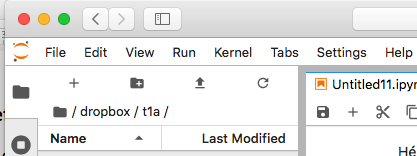 File Edit View Run Kernel Tabs Settings Help
Untitled11.ipyn
/ dropbox / t1a /
Name Last Modified
Hé